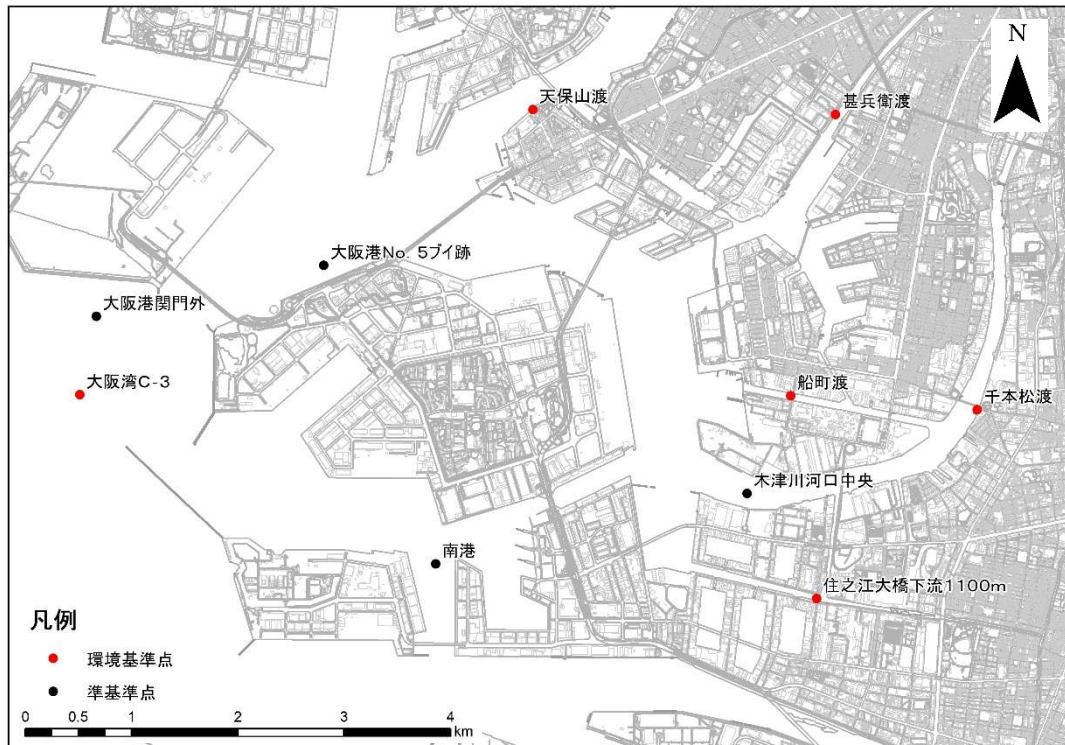 N
天保山渡
甚兵衛渡
大阪港No. 5ブイ跡
大阪港関門外
大阪湾C-3
船町渡
千本松渡
木津川河口中央
南港
住之江大橋下流1100m
凡例
環境基準点
準基準点
0 0.5 1 2 3 4
km